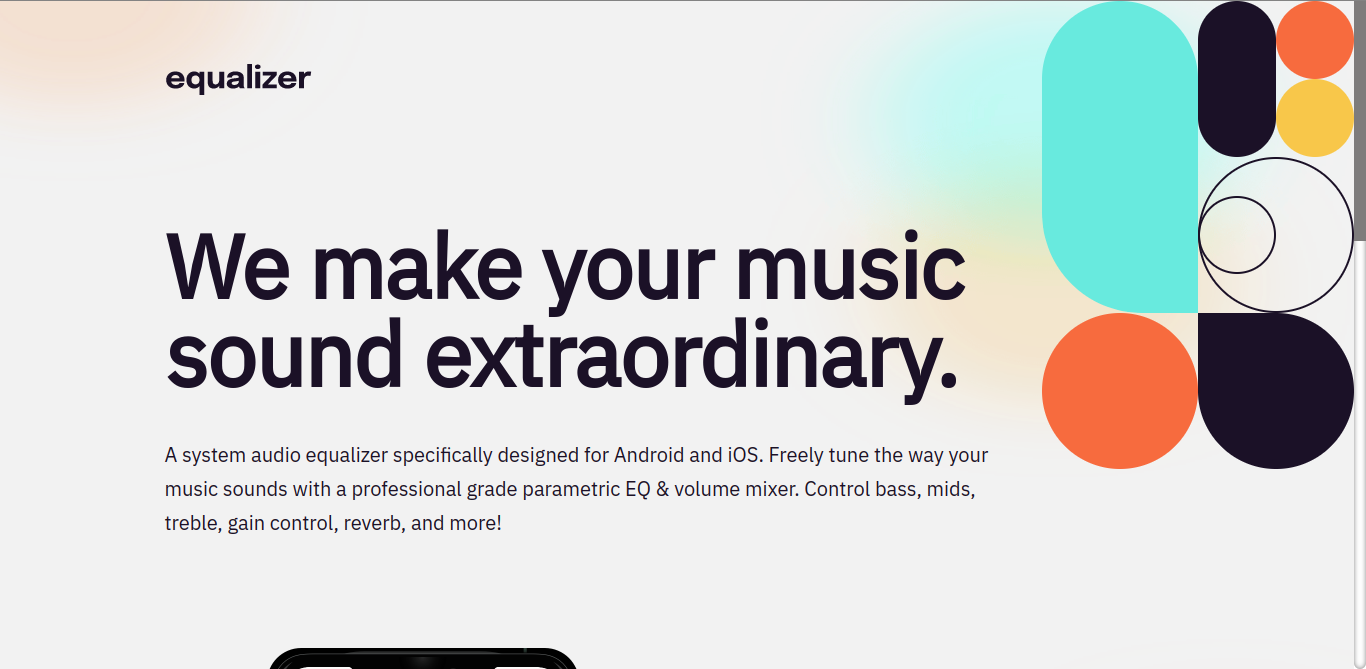 equalizer
We make your music
sound extraordinary.
A system audio equalizer specifically designed for Android and iOS. Freely tune the way your
music sounds with a professional grade parametric EQ & volume mixer. Control bass, mids,
treble, gain control, reverb, and more!